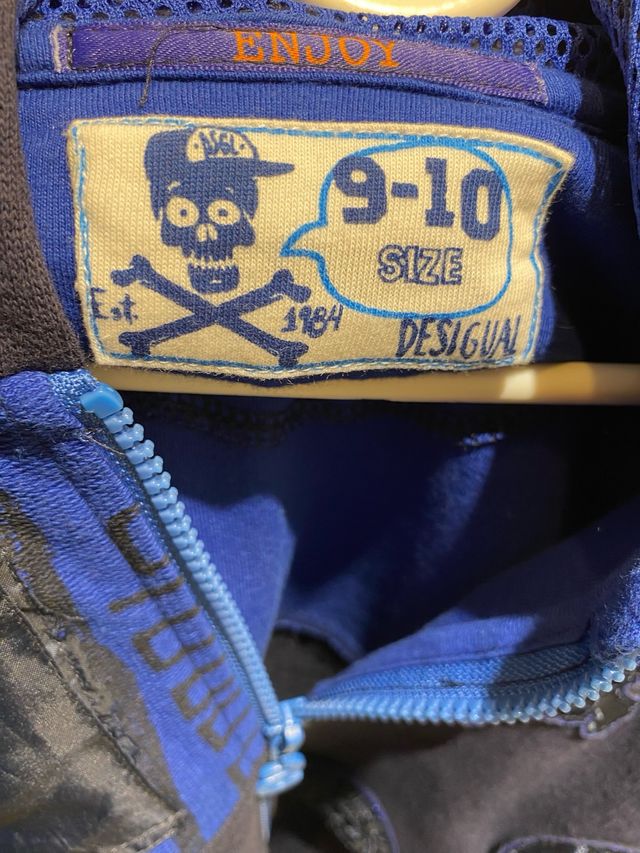 ENJOY
DSGL
9-10
SIZE
Est. 1984
DESIGUAL